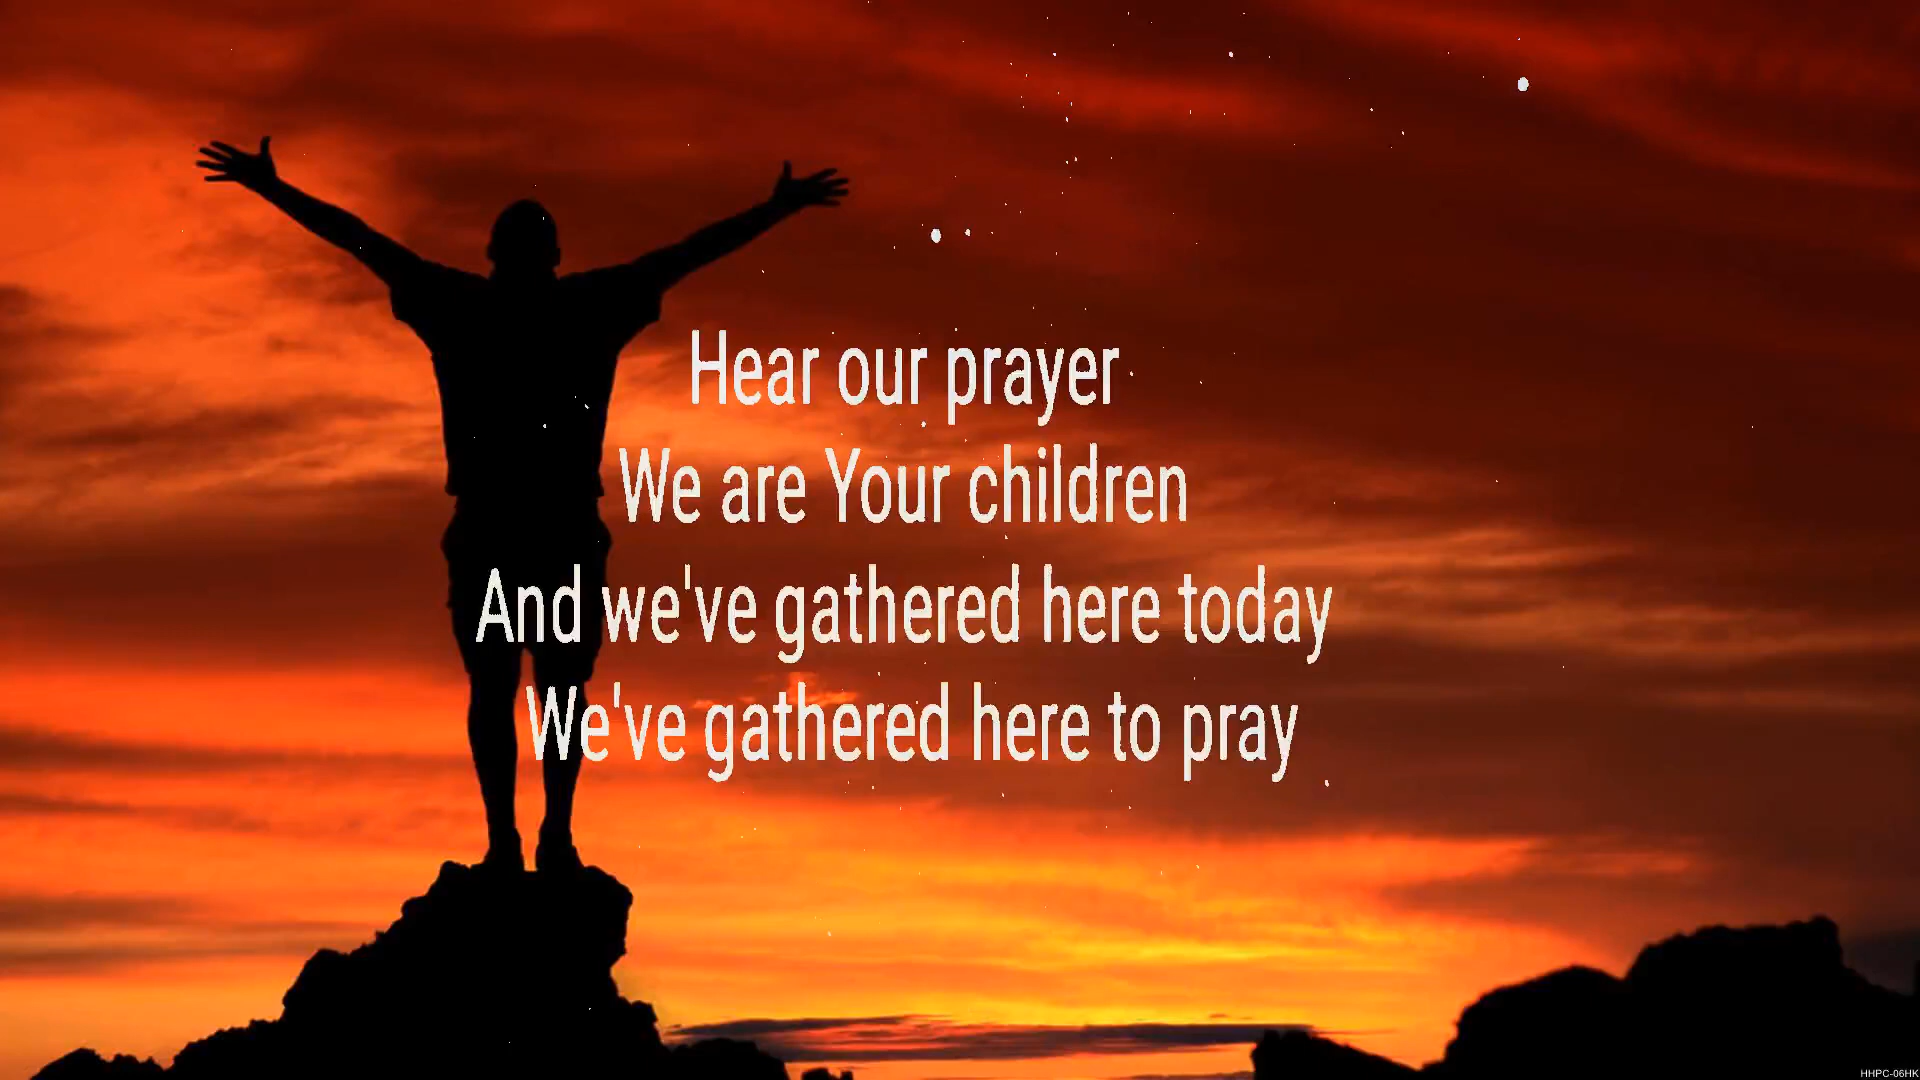 Hear our prayer
We are Your children
And we've gathered here today
We've gathered here to pray
HHPC-06HK